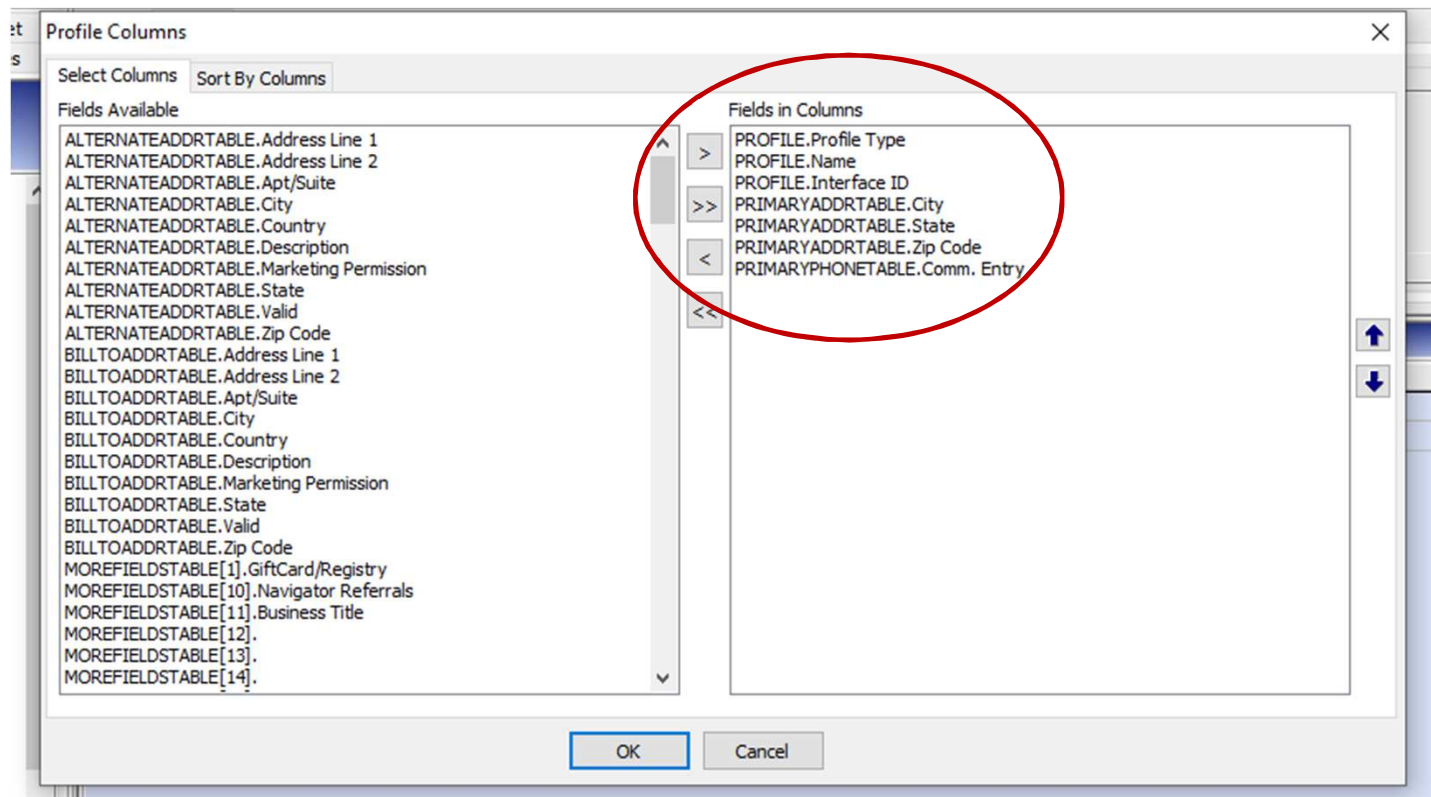 et
Profile Columns
s
Select Columns
Sort By Columns
Fields Available
ALTERNATEADDRTABLE.Address Line 1
ALTERNATEADDRTABLE.Address Line 2
ALTERNATEADDRTABLE.Apt/Suite
ALTERNATEADDRTABLE.City
ALTERNATEADDRTABLE.Country
ALTERNATEADDRTABLE.Description
ALTERNATEADDRTABLE.Marketing Permission
ALTERNATEADDRTABLE.State
ALTERNATEADDRTABLE.Valid
ALTERNATEADDRTABLE.Zip Code
BILLTOADDRTABLE.Address Line 1
BILLTOADDRTABLE.Address Line 2
BILLTOADDRTABLE.Apt/Suite
BILLTOADDRTABLE.City
BILLTOADDRTABLE.Country
BILLTOADDRTABLE.Description
BILLTOADDRTABLE.Marketing Permission
BILLTOADDRTABLE.State
BILLTOADDRTABLE.Valid
BILLTOADDRTABLE.Zip Code
MOREFIELDSTABLE[1].GiftCard/Registry
MOREFIELDSTABLE[10].Navigator Referrals
MOREFIELDSTABLE[11].Business Title
MOREFIELDSTABLE[12].
MOREFIELDSTABLE[13].
MOREFIELDSTABLE[14].
>
>>
<
<<
Fields in Columns
PROFILE.Profile Type
PROFILE.Name
PROFILE.Interface ID
PRIMARYADDRTABLE.City
PRIMARYADDRTABLE.State
PRIMARYADDRTABLE.Zip Code
PRIMARYPHONETABLE.Comm. Entry
OK
Cancel